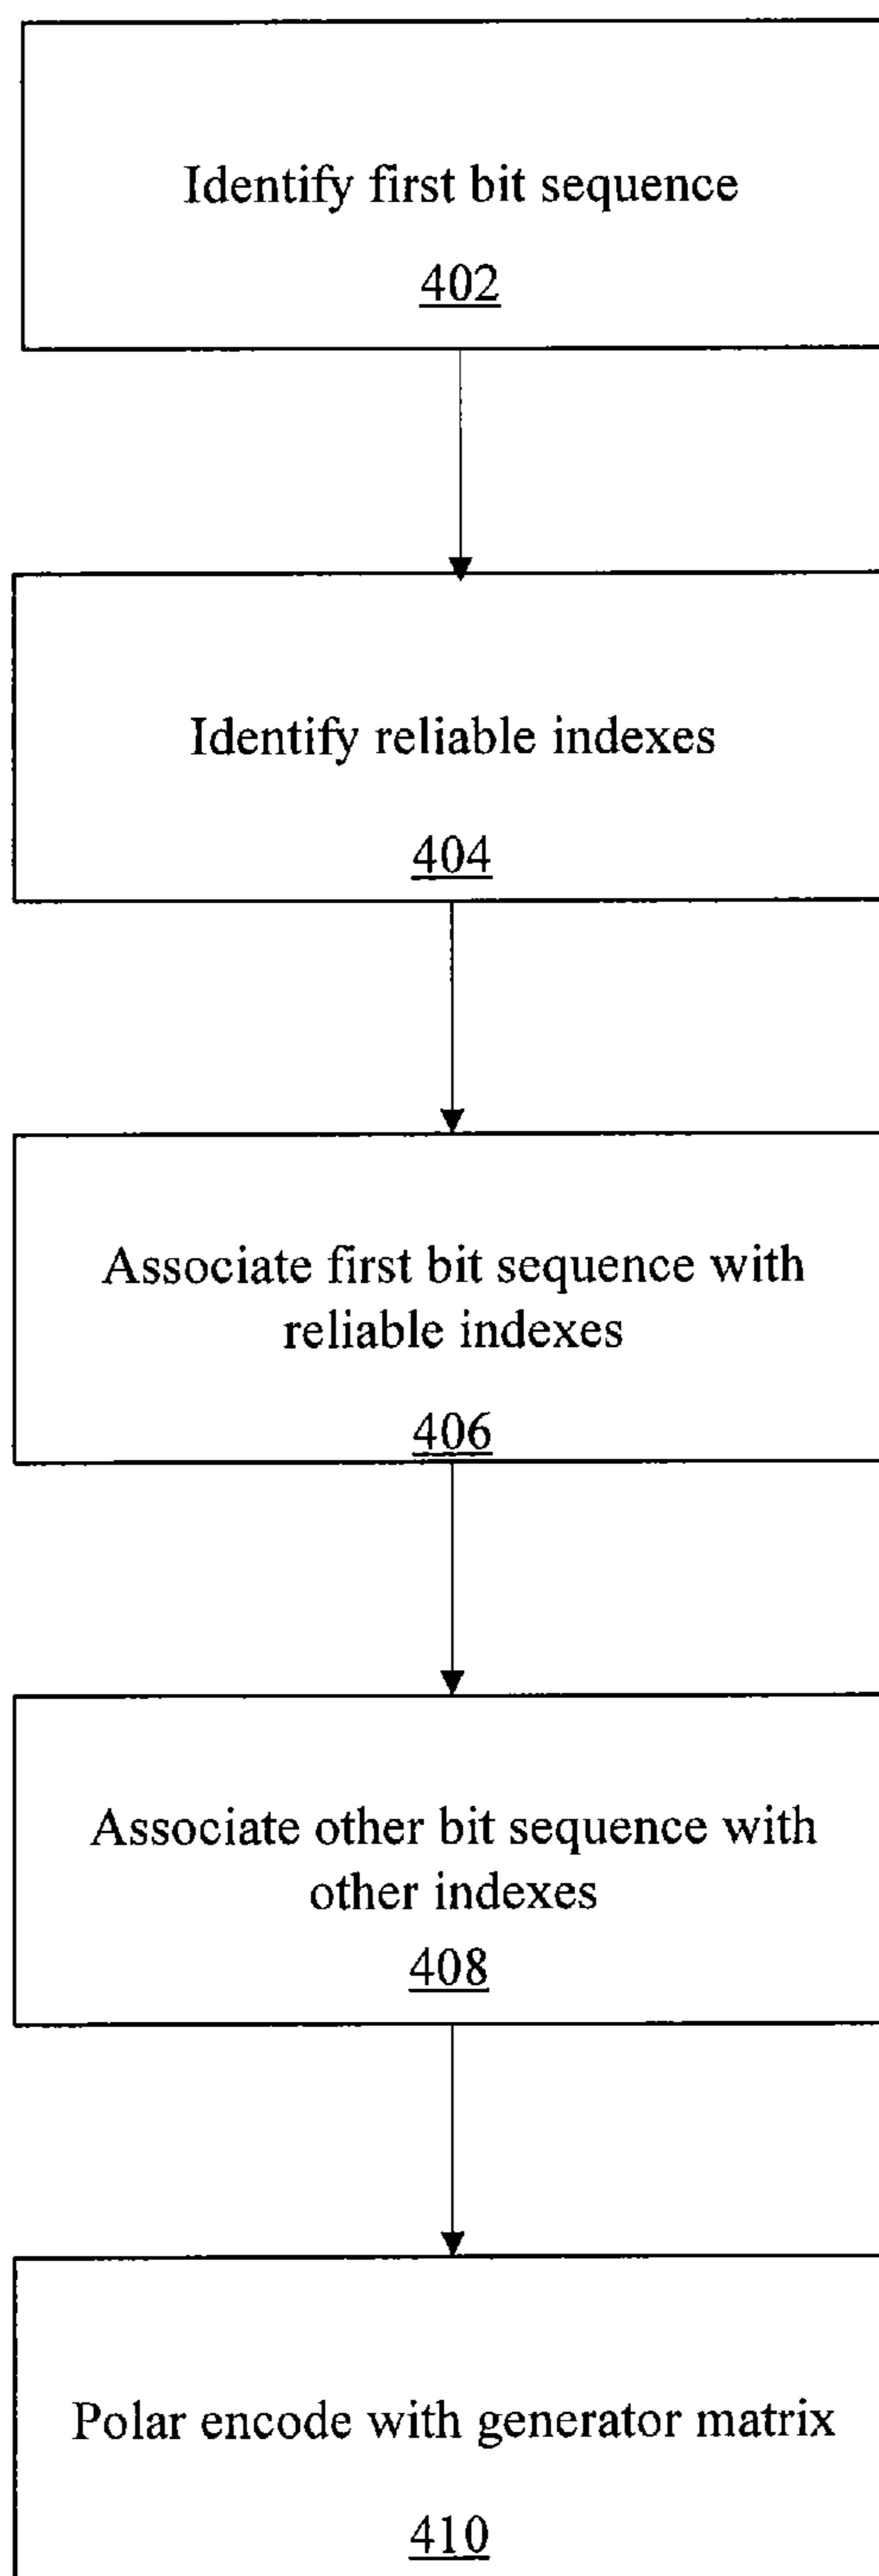 Identify first bit sequence
402
Identify reliable indexes
404
Associate first bit sequence with
reliable indexes
406
Associate other bit sequence with
other indexes
408
Polar encode with generator matrix
410